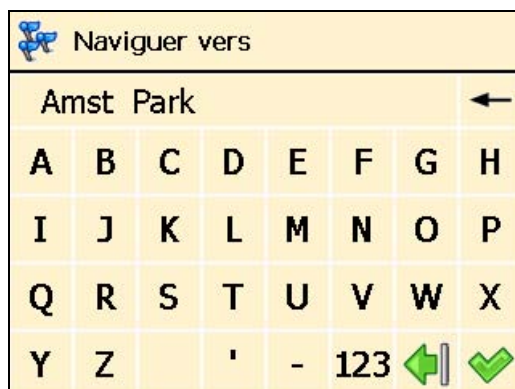 Naviguer vers
Amst Park
A B C D E F G H
I J K L M N O P
Q R S T U V W X
Y Z ' - 123